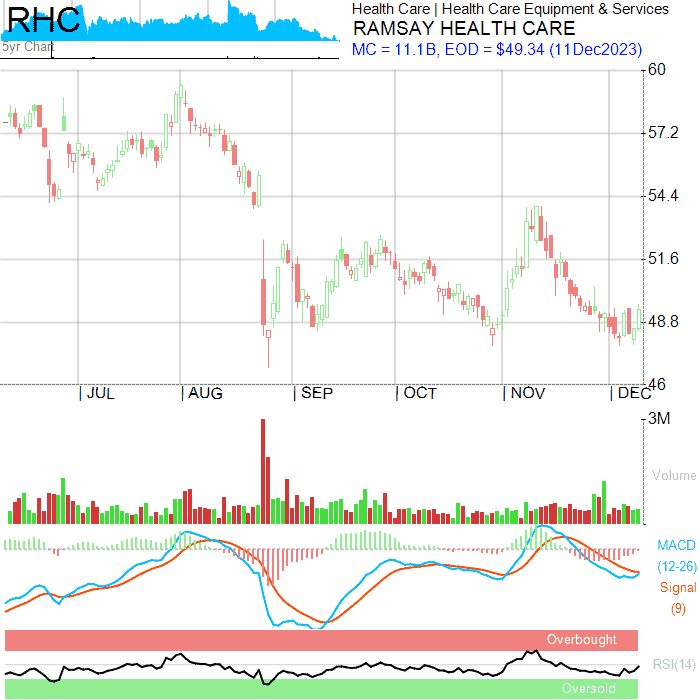 RHC
5yr Chart
Health Care | Health Care Equipment & Services
RAMSAY HEALTH CARE
MC = 11.1B, EOD = $49.34 (11Dec2023)
60
57.2
54.4
51.6
48.8
46
JUL AUG SEP OCT NOV DEC
3M
Volume
MACD
(12-26)
Signal
(9)
Overbought
RSI(14)
Oversold